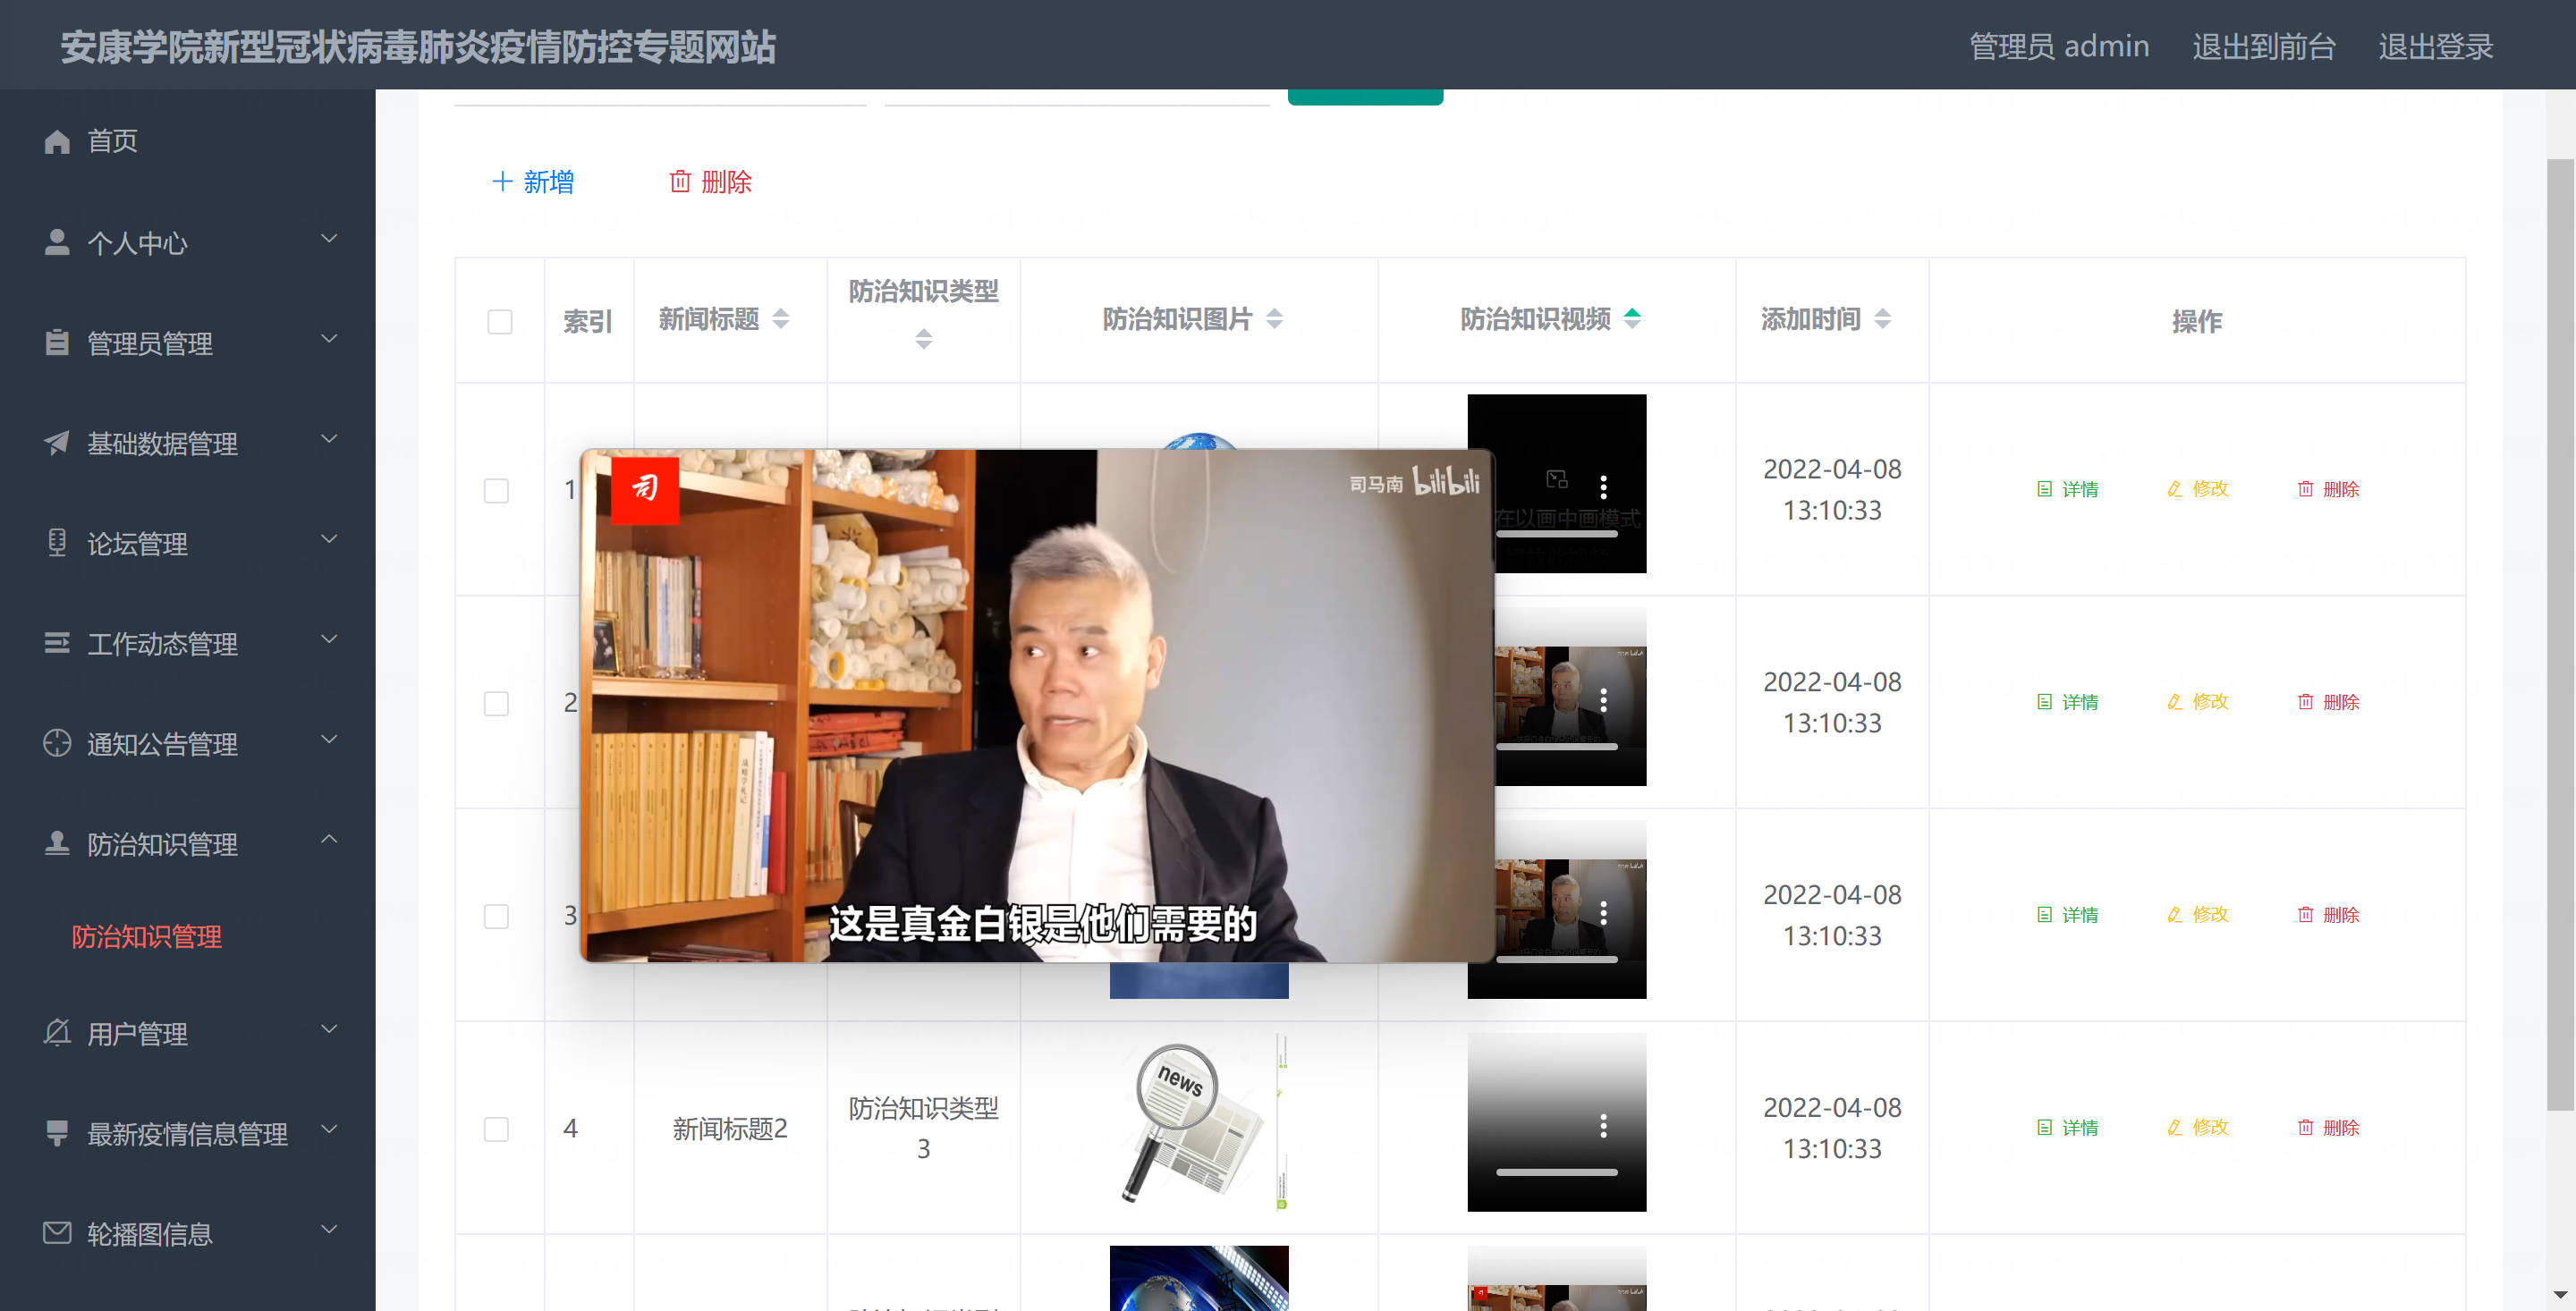 安康学院新型冠状病毒肺炎疫情防控专题网站
管理员 admin
退出到前台
退出登录
首页
个人中心
管理员管理
基础数据管理
论坛管理
工作动态管理
通知公告管理
防治知识管理
防治知识管理
用户管理
最新疫情信息管理
轮播图信息
新增
删除
索引
新闻标题
防治知识类型
防治知识图片
防治知识视频
添加时间
操作
1
司
司马南 bilibili
在以画中画模式
2022-04-08
13:10:33
详情
修改
删除
2
2022-04-08
13:10:33
详情
修改
删除
3
这是真金白银是他们需要的
2022-04-08
13:10:33
详情
修改
删除
4
新闻标题2
防治知识类型
3
news
2022-04-08
13:10:33
详情
修改
删除